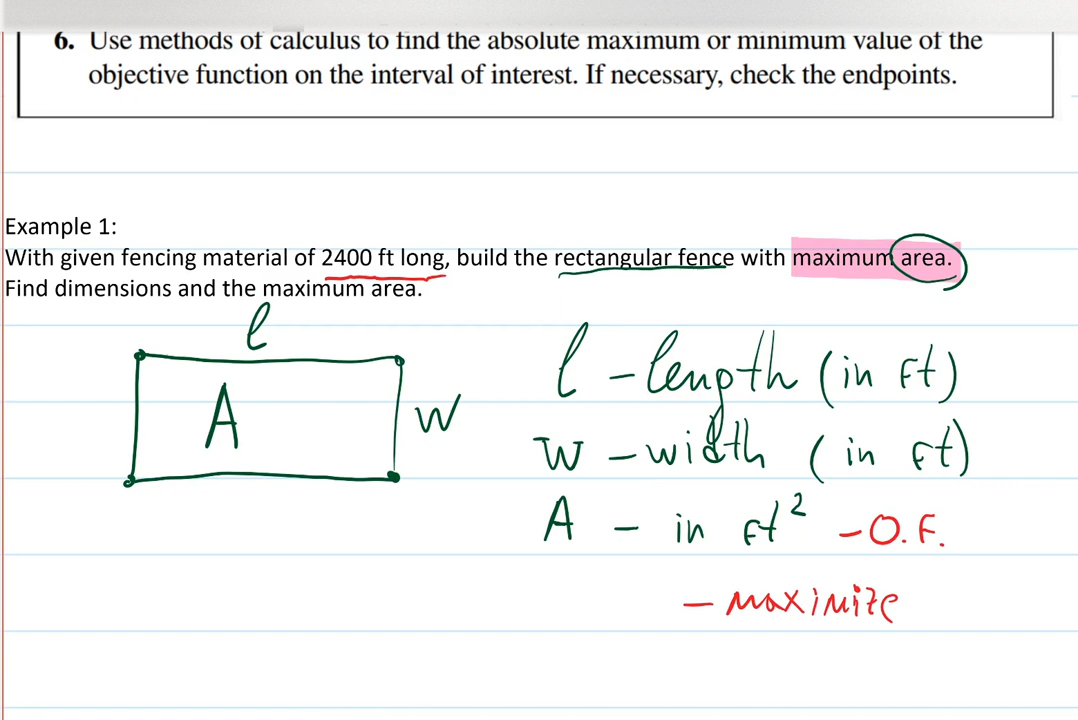 6. Use methods of calculus to find the absolute maximum or minimum value of the
objective function on the interval of interest. If necessary, check the endpoints.
Example 1:
With given fencing material of 2400 ft long, build the rectangular fence with maximum area.
Find dimensions and the maximum area.
l
A
W
l - length (in ft)
W - width (in ft)
A - in ft² - O.F.
- maximize